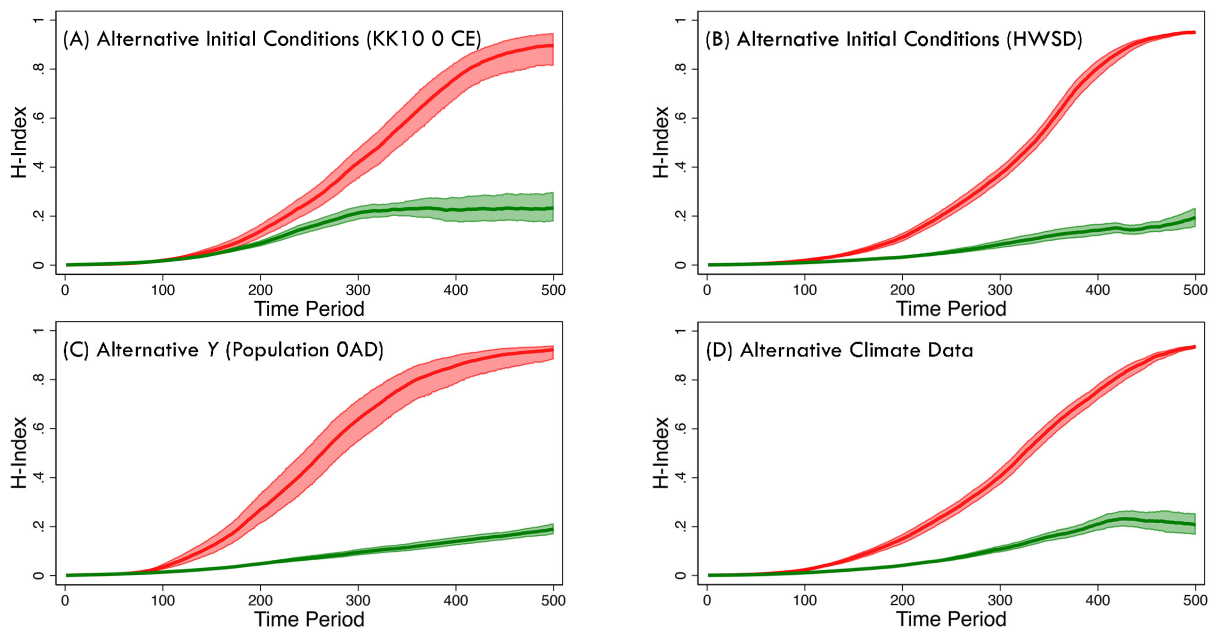 (A) Alternative Initial Conditions (KK10 0 CE)
H-Index
1
.8
.6
.4
.2
0
0 100 200 300 400 500
Time Period
(B) Alternative Initial Conditions (HWSD)
H-Index
1
.8
.6
.4
.2
0
0 100 200 300 400 500
Time Period
(C) Alternative Y (Population 0AD)
H-Index
1
.8
.6
.4
.2
0
0 100 200 300 400 500
Time Period
(D) Alternative Climate Data
H-Index
1
.8
.6
.4
.2
0
0 100 200 300 400 500
Time Period